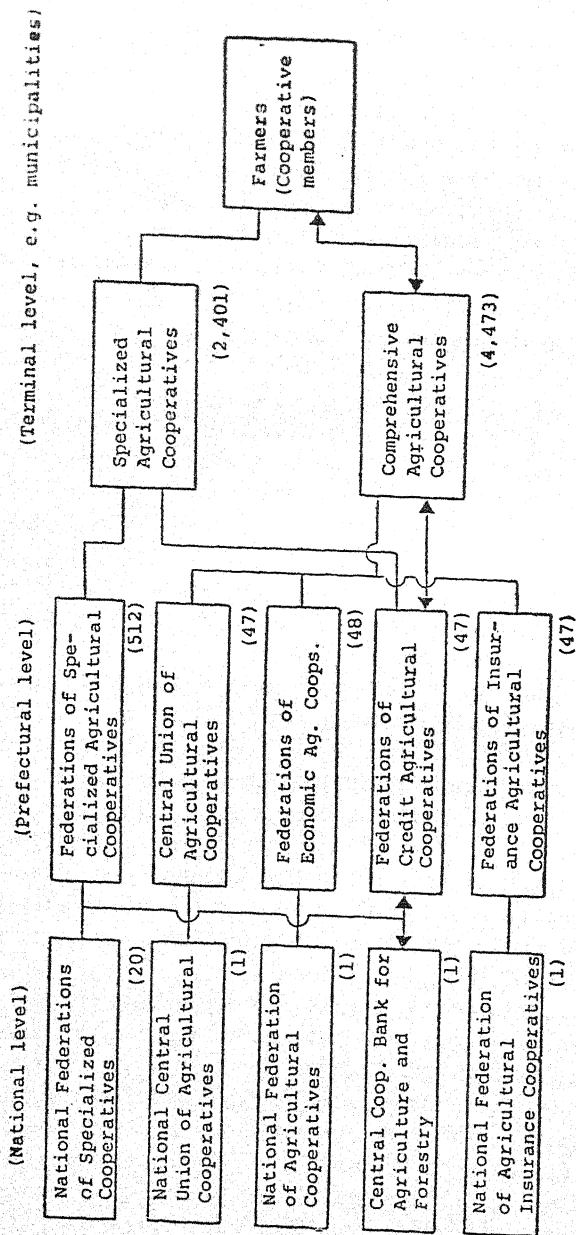 (National level)
(Prefectural level)
(Terminal level, e.g. municipalities)
National Federations
of Specialized
Cooperatives
(20)
National Central
Union of Agricultural
Cooperatives
(1)
National Federation
of Agricultural
Cooperatives
(1)
Central Coop. Bank for
Agriculture and
Forestry
(1)
National Federation
of Agricultural
Insurance Cooperatives
(1)
Federations of Spe-
cialized Agricultural
Cooperatives
(512)
Central Union of
Agricultural
Cooperatives
(47)
Federations of
Economic Ag. Coops.
(48)
Federations of
Credit Agricultural
Cooperatives
(47)
Federations of Insur-
ance Agricultural
Cooperatives
(47)
Specialized
Agricultural
Cooperatives
(2,401)
Comprehensive
Agricultural
Cooperatives
(4,473)
Farmers
(Cooperative
members)